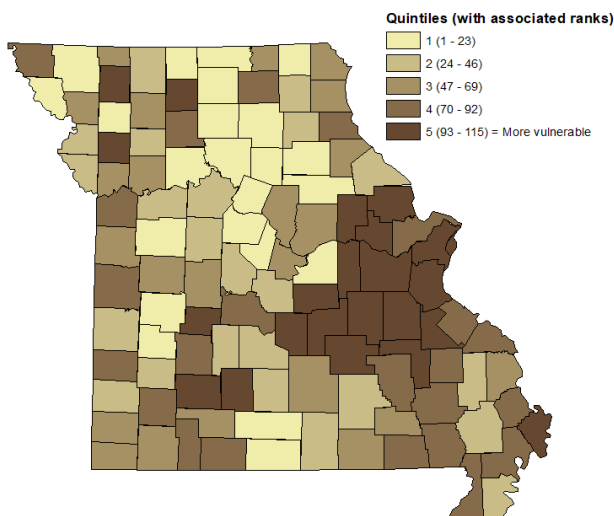 Quintiles (with associated ranks)
1 (1 - 23)
2 (24 - 46)
3 (47 - 69)
4 (70 - 92)
5 (93 - 115) = More vulnerable